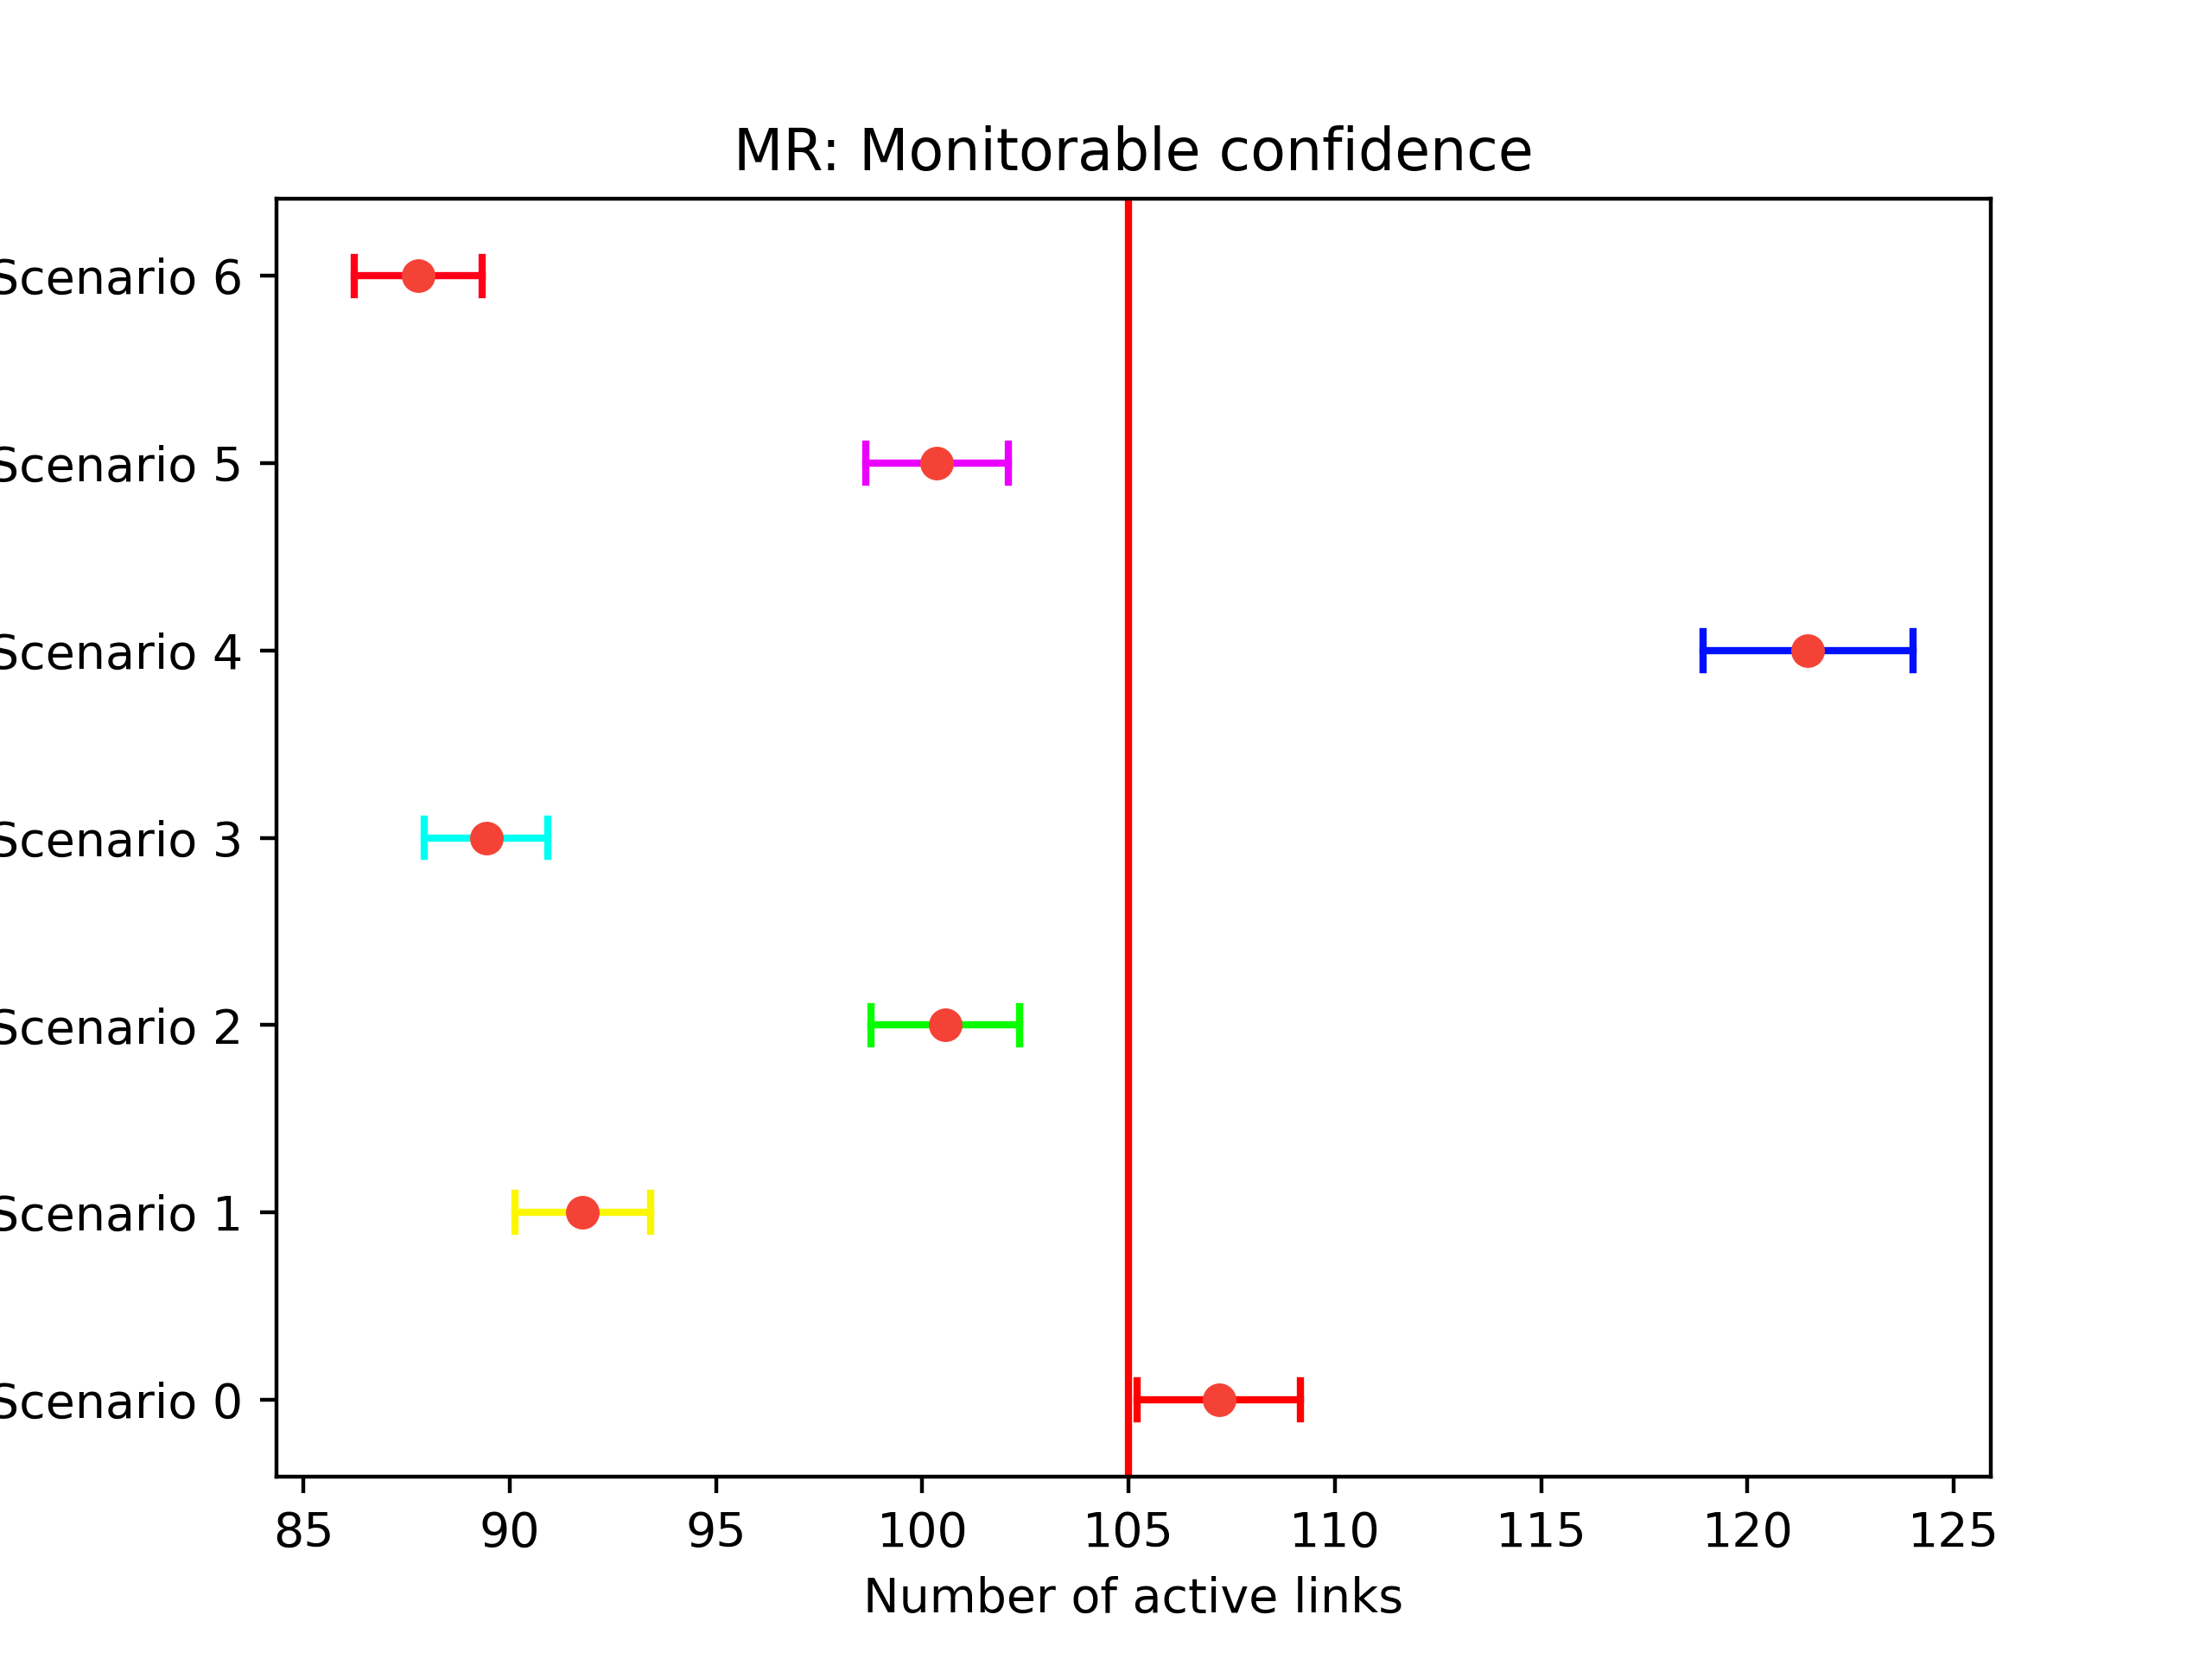 MR: Monitorable confidence
Scenario 6
Scenario 5
Scenario 4
Scenario 3
Scenario 2
Scenario 1
Scenario 0
85 90 95 100 105 110 115 120 125
Number of active links